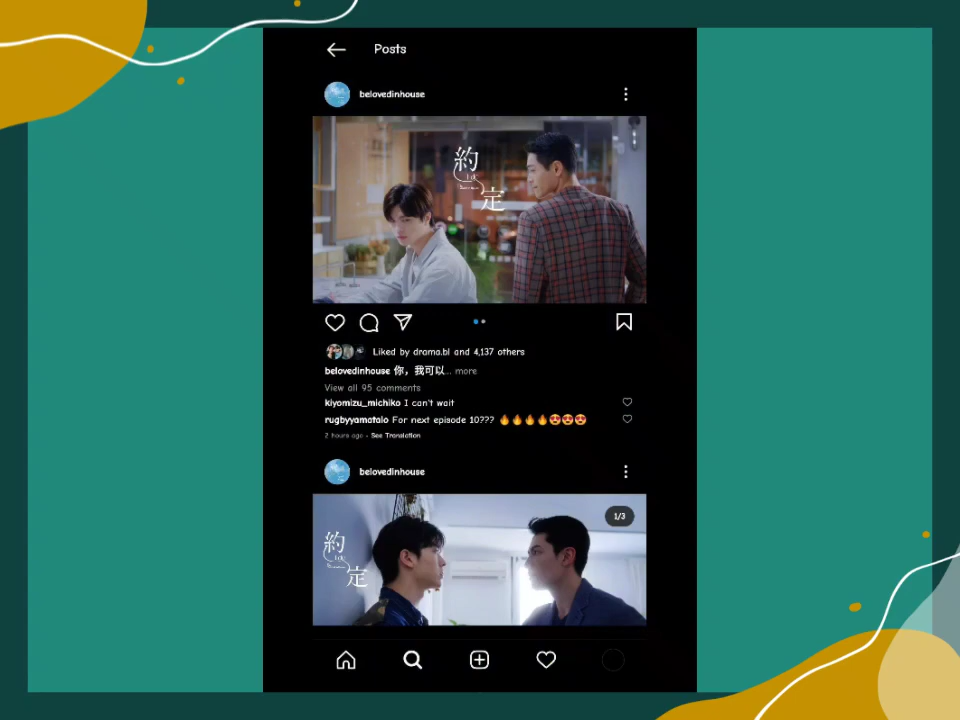 Posts
belovedinhouse
約
定
Liked by drama.bl and 4,137 others
belovedinhouse 你，我可以... more
View all 95 comments
kiyomizu_michiko I can't wait
rugbyyamatalo For next episode 10??? 🔥🔥🔥🔥😍😍😍
2 hours ago • See Translation
belovedinhouse
1/3
約
定